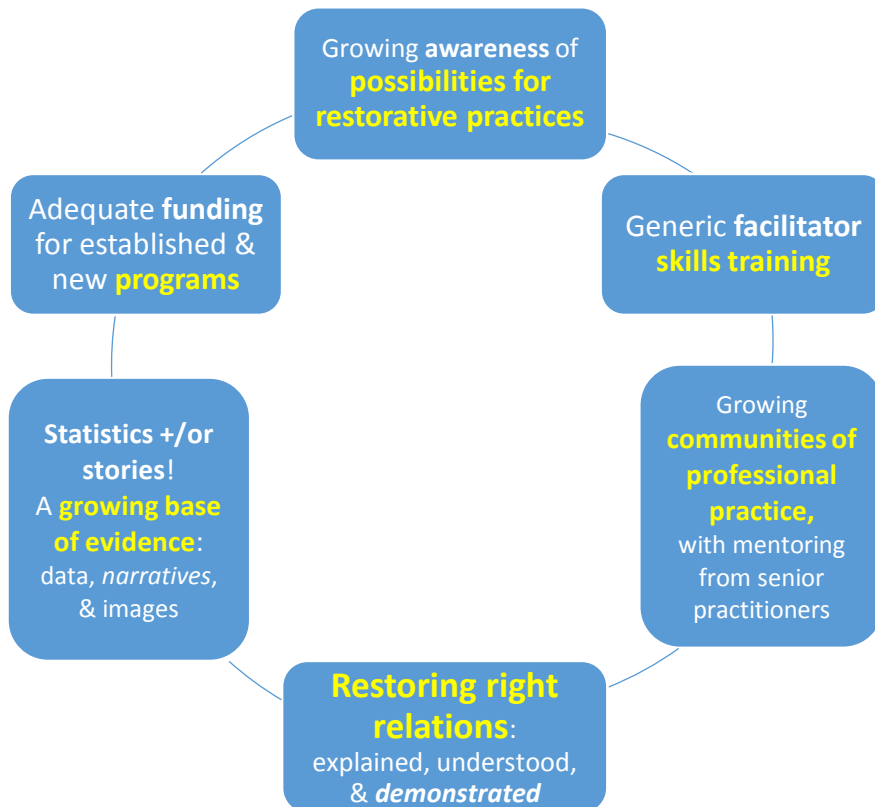 Growing awareness of
possibilities for
restorative practices
Generic facilitator
skills training
Growing
communities of
professional
practice,
with mentoring
from senior
practitioners
Restoring right
relations:
explained, understood,
& demonstrated
Statistics +/or
stories!
A growing base
of evidence:
data, narratives,
& images
Adequate funding
for established &
new programs